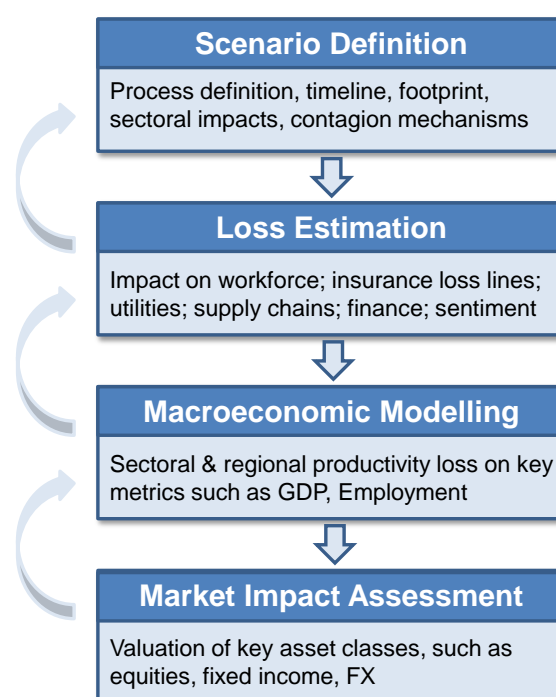 Scenario Definition
Process definition, timeline, footprint,
sectoral impacts, contagion mechanisms
Loss Estimation
Impact on workforce; insurance loss lines;
utilities; supply chains; finance; sentiment
Macroeconomic Modelling
Sectoral & regional productivity loss on key
metrics such as GDP, Employment
Market Impact Assessment
Valuation of key asset classes, such as
equities, fixed income, FX